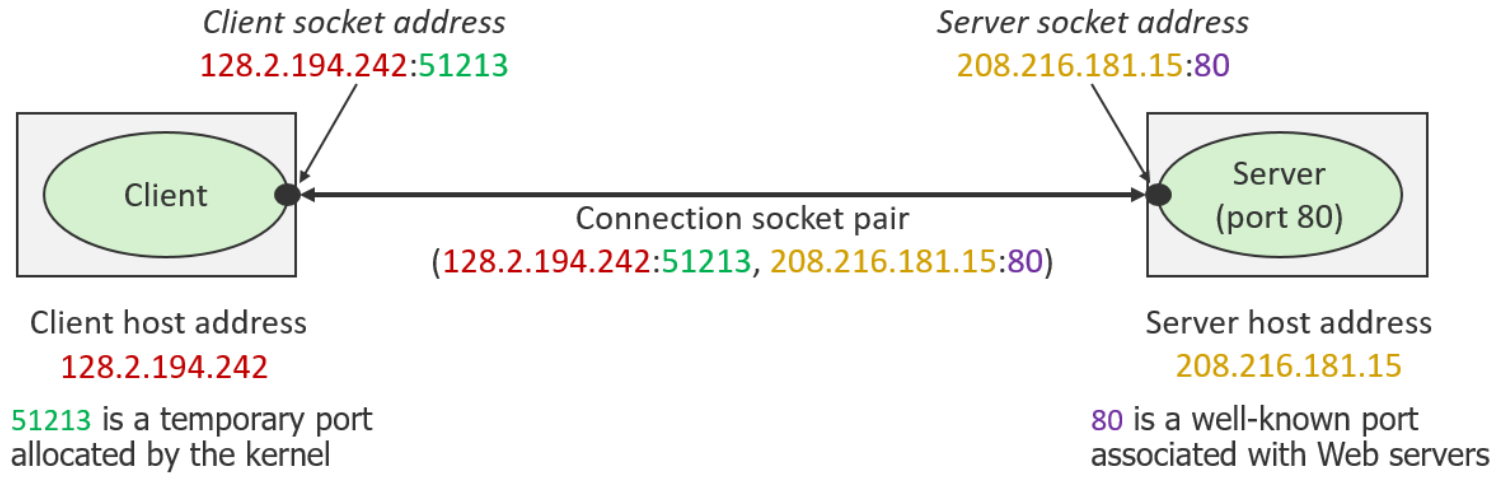 Client socket address
128.2.194.242:51213
Server socket address
208.216.181.15:80
Client
Server
(port 80)
Connection socket pair
(128.2.194.242:51213, 208.216.181.15:80)
Client host address
128.2.194.242
Server host address
208.216.181.15
51213 is a temporary port
allocated by the kernel
80 is a well-known port
associated with Web servers